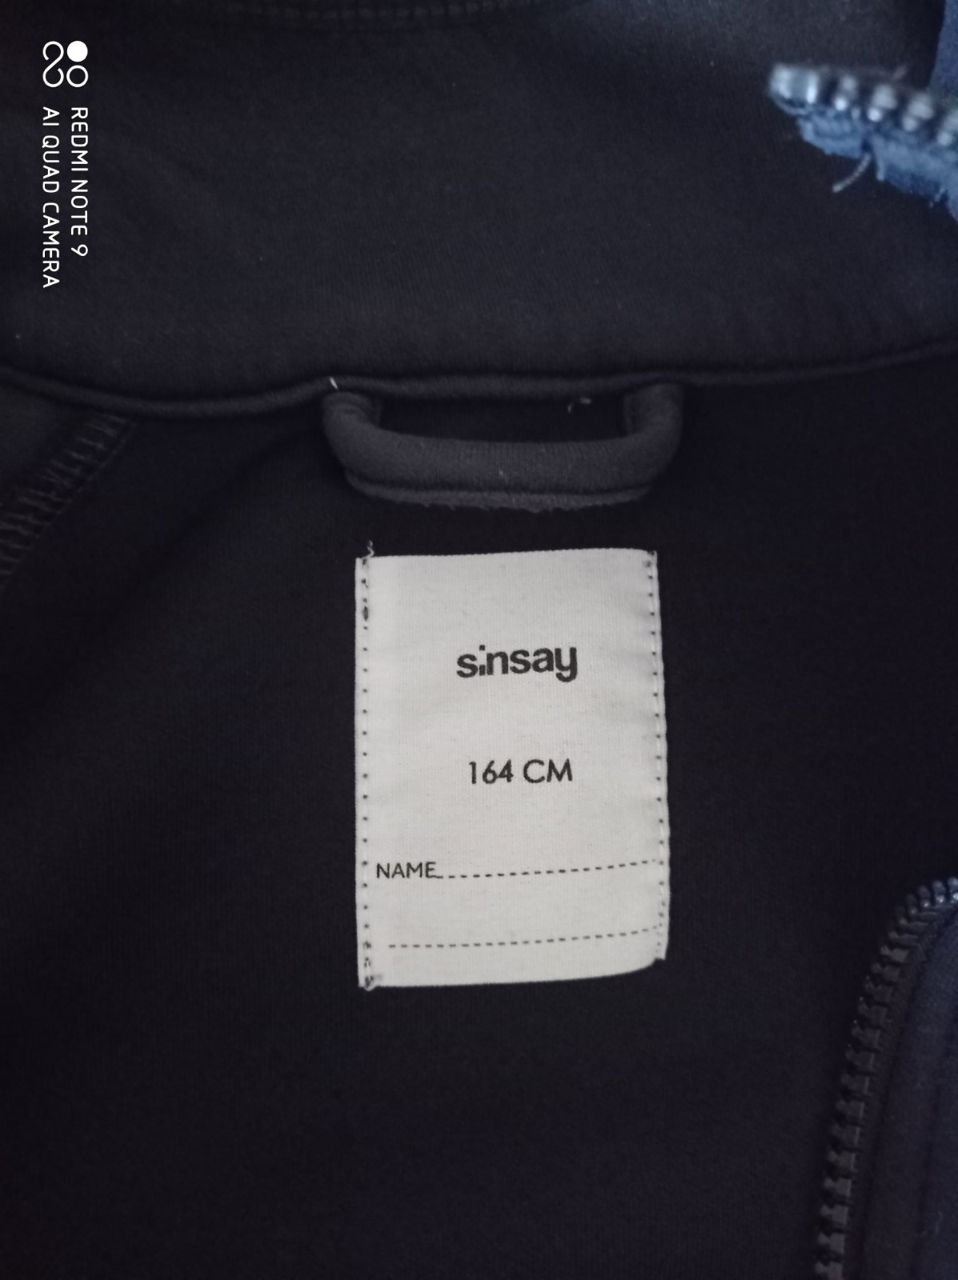 REDMI NOTE 9
AI QUAD CAMERA
sinsay
164 CM
NAME